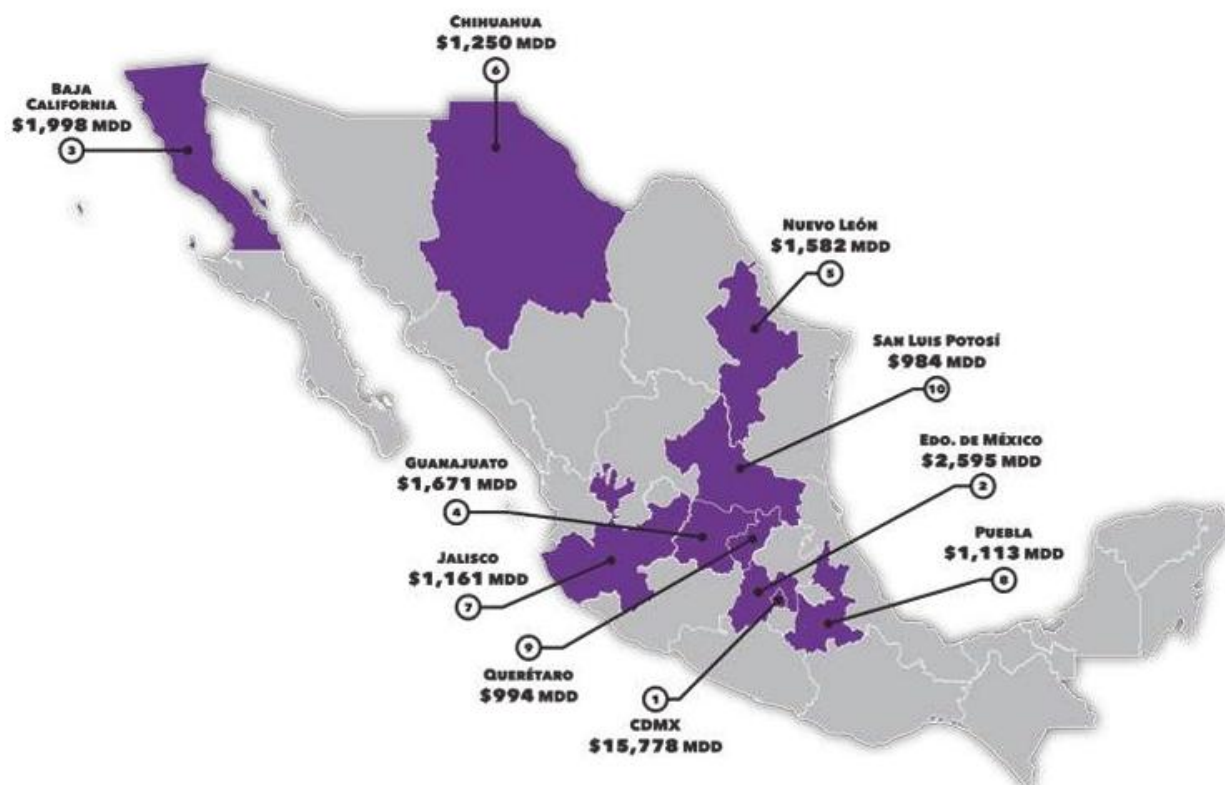 CHIHUAHUA
$1,250 MDD
6
BAJA
CALIFORNIA
$1,998 MDD
3
NUEVO LEÓN
$1,582 MDD
5
SAN LUIS POTOSÍ
$984 MDD
10
EDO. DE MÉXICO
$2,595 MDD
2
GUANAJUATO
$1,671 MDD
4
PUEBLA
$1,113 MDD
8
JALISCO
$1,161 MDD
7
9
QUERÉTARO
$994 MDD
1
CDMX
$15,778 MDD